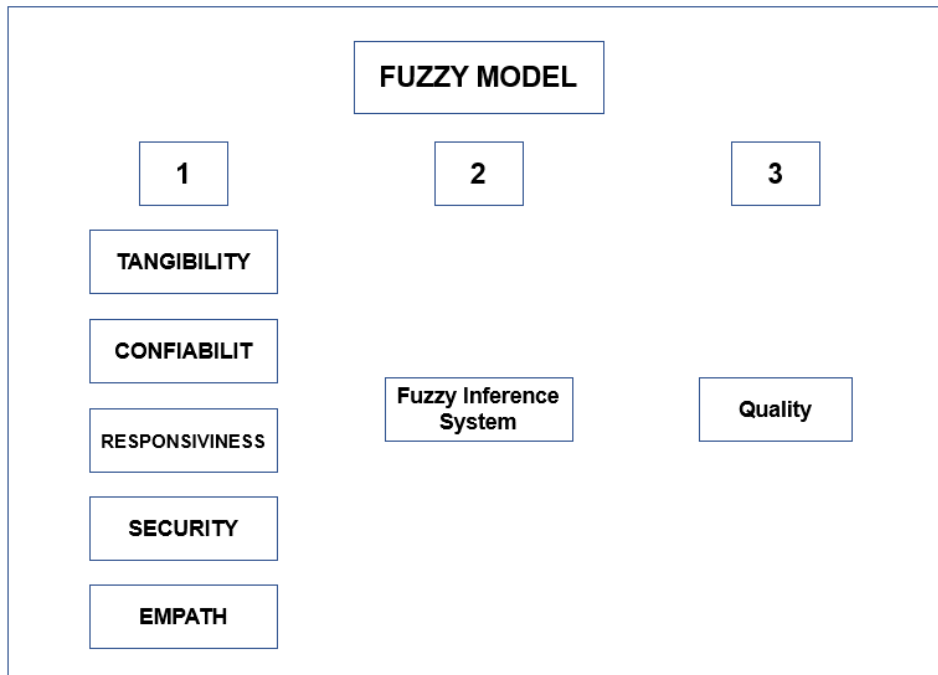 FUZZY MODEL
1
2
3
TANGIBILITY
CONFIABILIT
RESPONSIVINESS
SECURITY
EMPATH
Fuzzy Inference
System
Quality